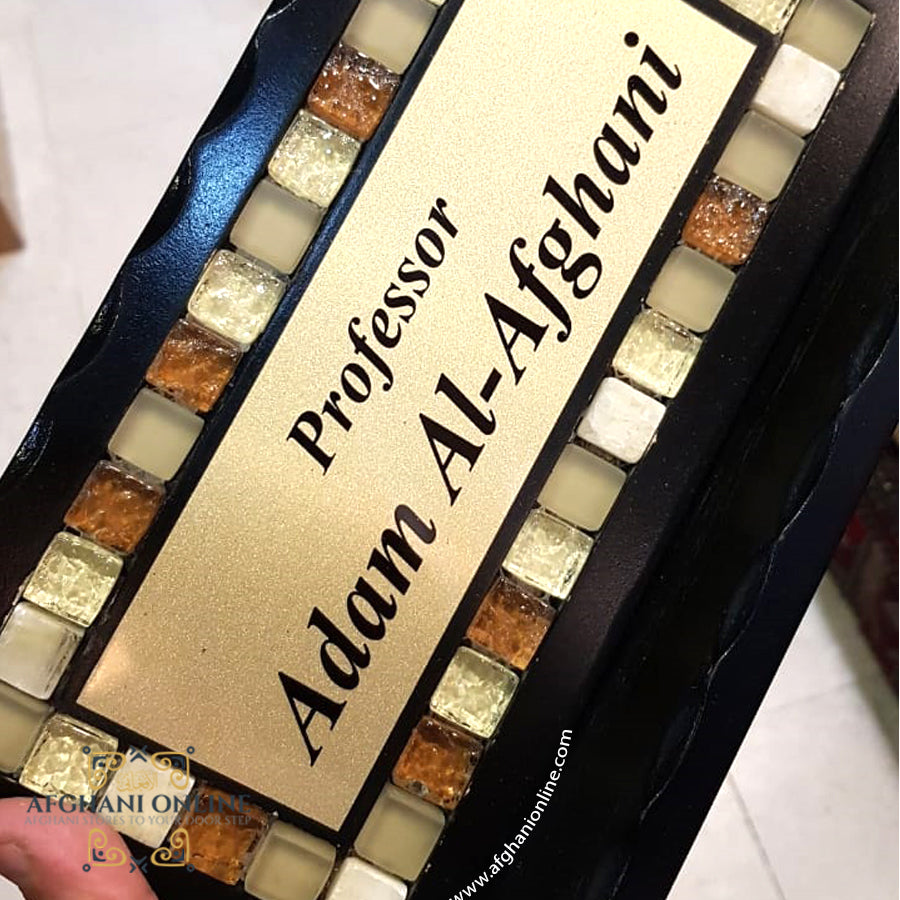 Professor
Adam Al-Afghani
AFGHANI ONLINE
AFGHANI STORES TO YOUR DOOR STEP
www.afghanionline.com